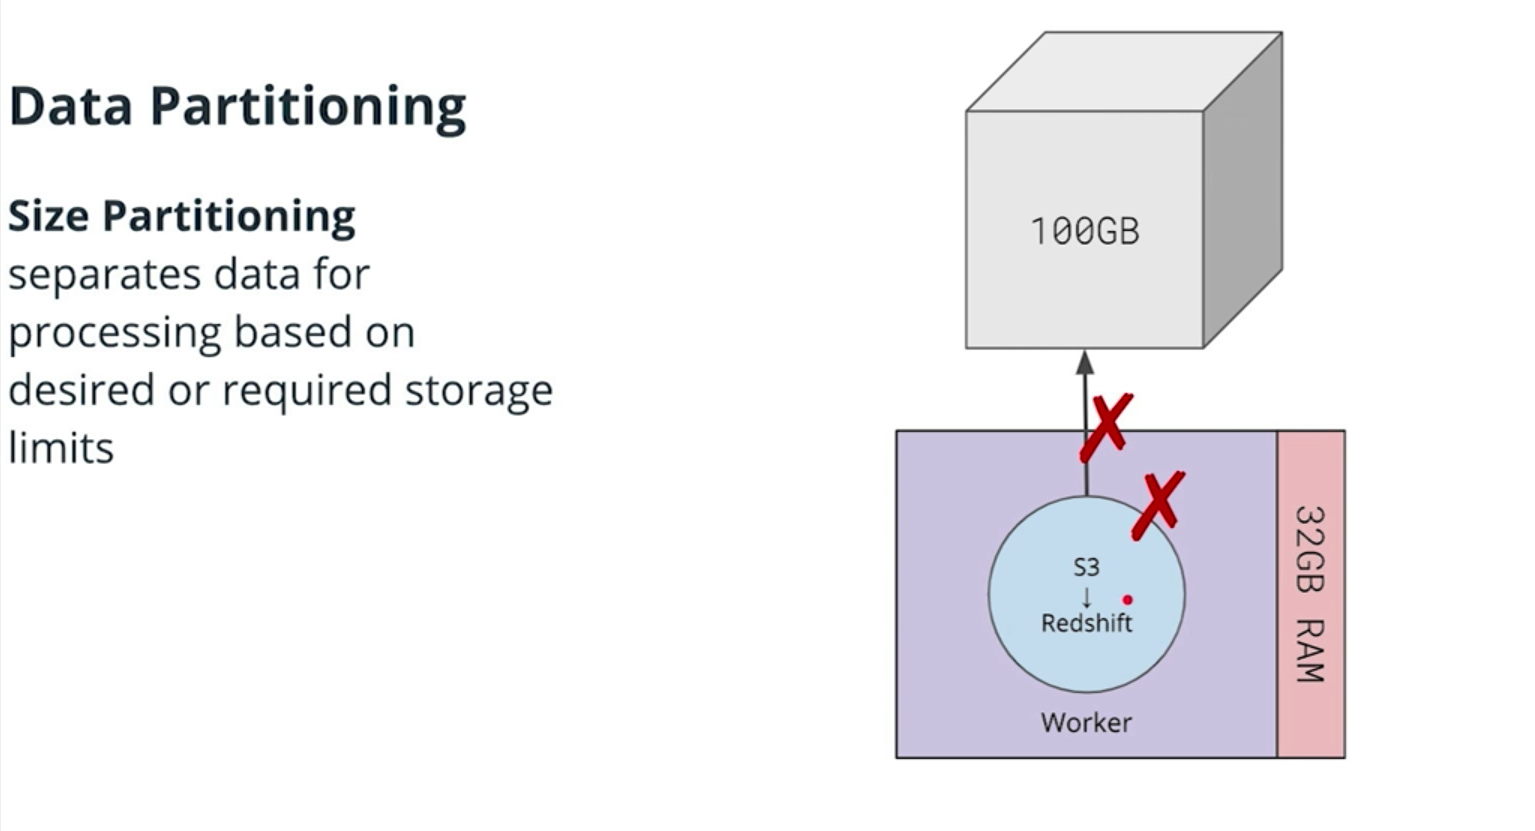 Data Partitioning
Size Partitioning
separates data for
processing based on
desired or required storage
limits
100GB
S3
↓
Redshift
Worker
32GB RAM